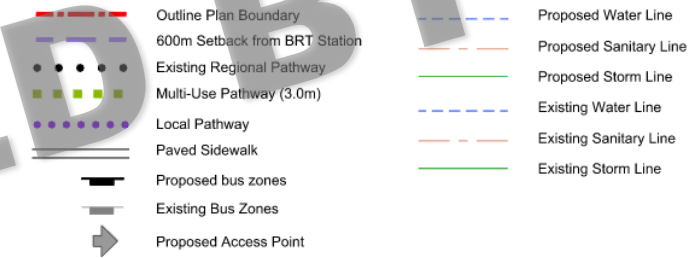 Outline Plan Boundary
600m Setback from BRT Station
Existing Regional Pathway
Multi-Use Pathway (3.0m)
Local Pathway
Paved Sidewalk
Proposed bus zones
Existing Bus Zones
Proposed Access Point
Proposed Water Line
Proposed Sanitary Line
Proposed Storm Line
Existing Water Line
Existing Sanitary Line
Existing Storm Line